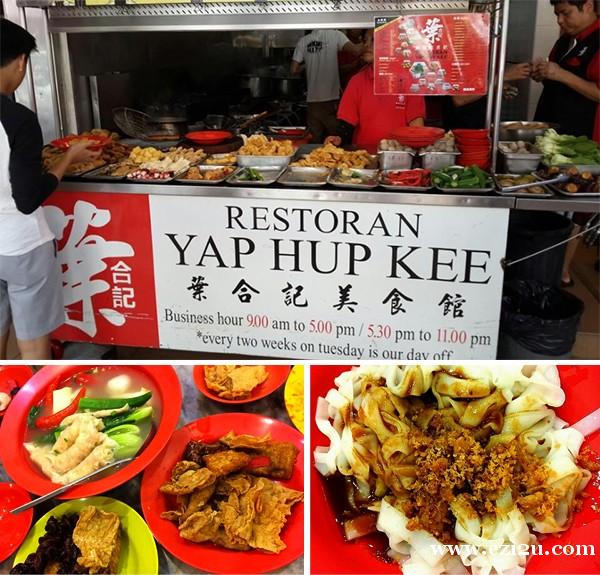 葉
RESTORAN
葉
合
記
RESTORAN
YAP HUP KEE
葉合記美食館
Business hour 9.00 am to 5.00 pm / 5.30 pm to 11.00 pm
*every two weeks on tuesday is our day off
www.ezi2u.com